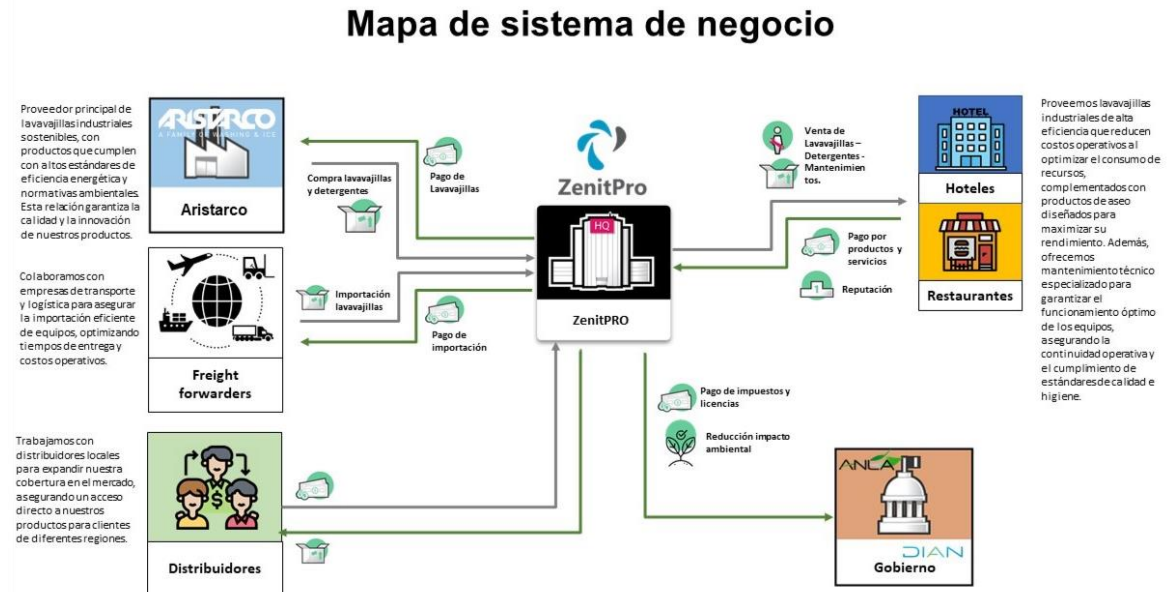 Mapa de sistema de negocio
Proveedor principal de
lavavajillas industriales
sostenibles, con
productos que cumplen
con altos estándares de
eficiencia energética y
normativas ambientales.
Esta relación garantiza la
calidad y la innovación
de nuestros productos.
ARISTARCO
A FAMILY OF WASHING & ICE
Aristarco
Compra lavavajillas
y detergentes
Pago de
Lavavajillas
ZenitPro
HQ
ZenitPRO
Venta de
Lavavajillas –
Detergentes -
Mantenimien
tos.
Pago por
productos y
servicios
1
Reputación
HOTEL
Hoteles
Restaurantes
Proveemos lavavajillas
industriales de alta
eficiencia que reducen
costos operativos al
optimizar el consumo de
recursos,
complementados con
productos de aseo
diseñados para
maximizar su
rendimiento. Además,
ofrecemos
mantenimiento técnico
especializado para
garantizar el
funcionamiento óptimo
de los equipos,
asegurando la
continuidad operativa y
el cumplimiento de
estándares de calidad e
higiene.
Colaboramos con
empresas de transporte
y logística para asegurar
la importación eficiente
de equipos, optimizando
tiempos de entrega y
costos operativos.
Freight
forwarders
Importación
lavavajillas
Pago de
importación
Trabajamos con
distribuidores locales
para expandir nuestra
cobertura en el mercado,
asegurando un acceso
directo a nuestros
productos para clientes
de diferentes regiones.
$
Distribuidores
Pago de impuestos y
licencias
Reducción impacto
ambiental
ANLA
DIAN
Gobierno